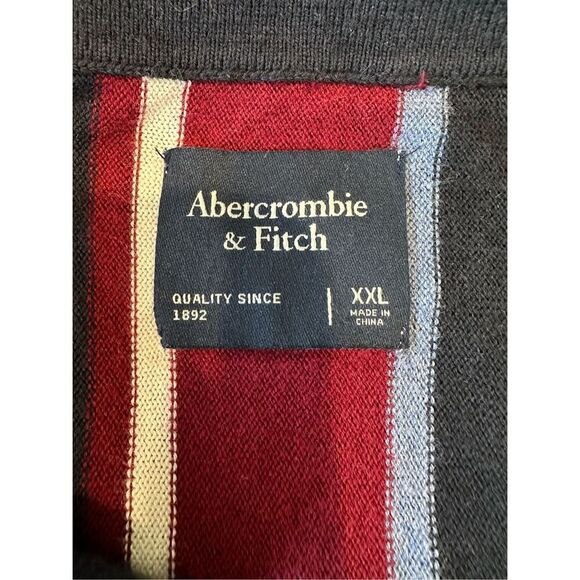 Abercrombie
& Fitch
QUALITY SINCE
1892
XXL
MADE IN
CHINA